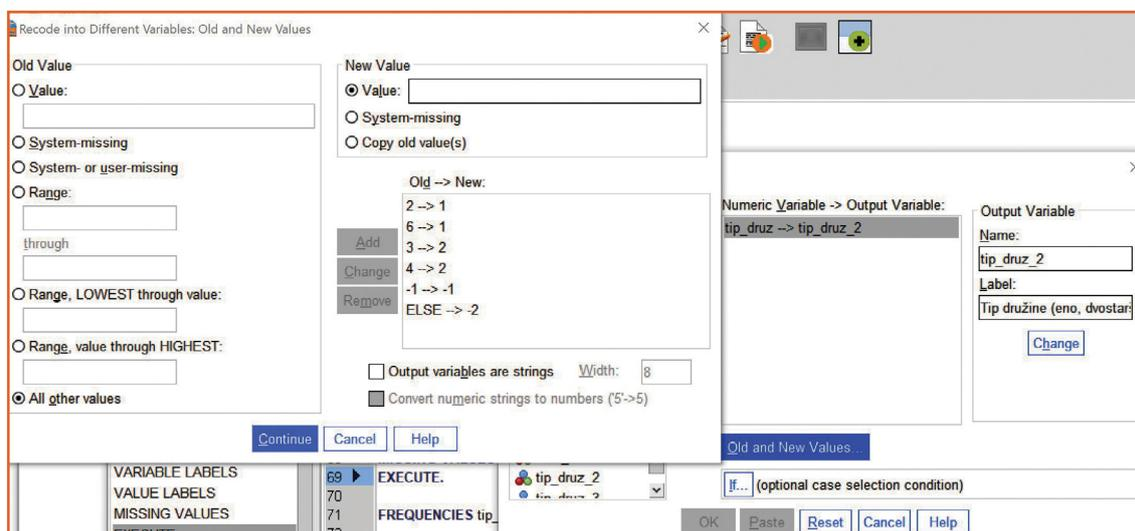 Recode into Different Variables: Old and New Values
Old Value
Value:
System-missing
System- or user-missing
Range:
through
Range, LOWEST through value:
Range, value through HIGHEST:
All other values
New Value
Value:
System-missing
Copy old value(s)
Old --> New:
2 --> 1
6 --> 1
3 --> 2
4 --> 2
-1 --> -1
ELSE --> -2
Add
Change
Remove
Output variables are strings Width: 8
Convert numeric strings to numbers ('5'->5)
Continue Cancel Help
Numeric Variable -> Output Variable:
tip_druz --> tip_druz_2
Output Variable
Name:
tip_druz_2
Label:
Tip družine (eno, dvostar
Change
Old and New Values...
If... (optional case selection condition)
OK Paste Reset Cancel Help
VARIABLE LABELS
VALUE LABELS
MISSING VALUES
EXECUTE
69 EXECUTE.
70
71 FREQUENCIES tip_
tip_druz_2